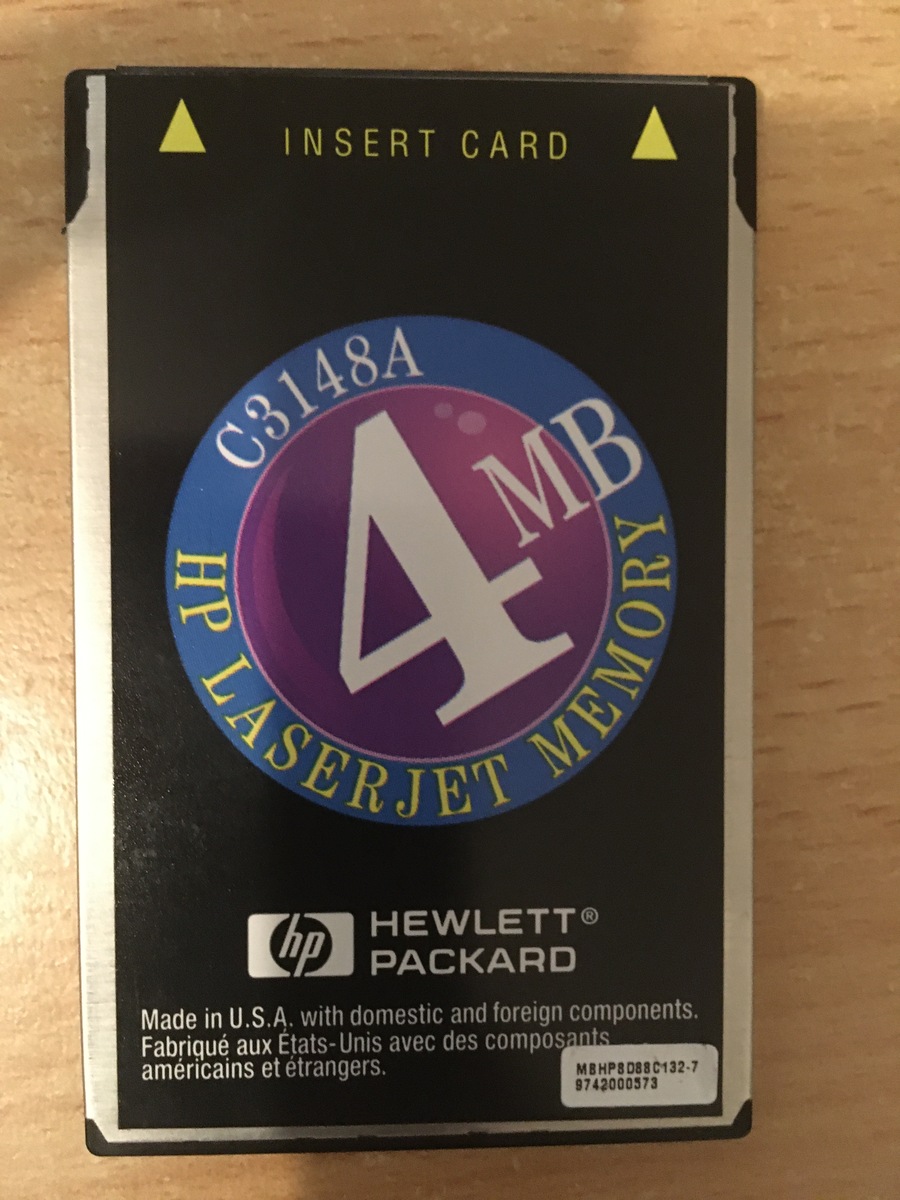 INSERT CARD
C3148A
4MB
HP LASERJET MEMORY
hp HEWLETT®
PACKARD
Made in U.S.A. with domestic and foreign components.
Fabriqué aux États-Unis avec des composants
américains et étrangers.
MBHP8D88C132-7
9742000573